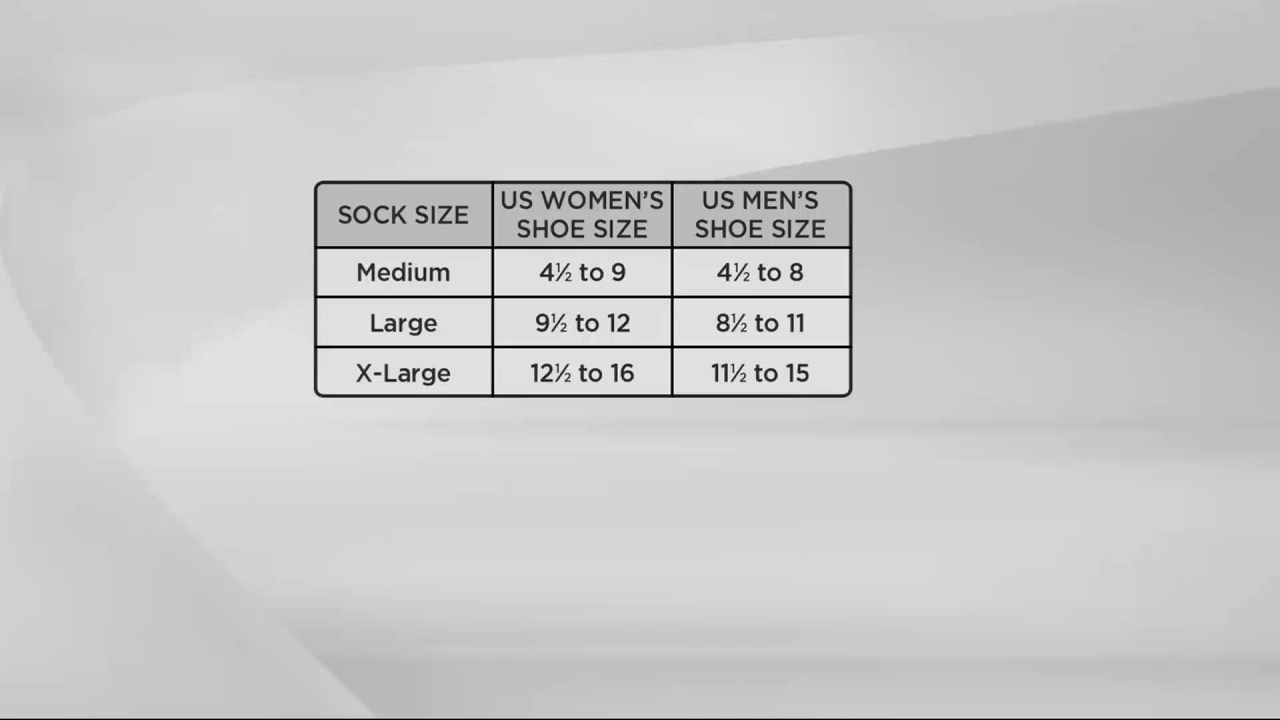 SOCK SIZE
US WOMEN'S
SHOE SIZE
US MEN'S
SHOE SIZE
Medium
4½ to 9
4½ to 8
Large
9½ to 12
8½ to 11
X-Large
12½ to 16
11½ to 15